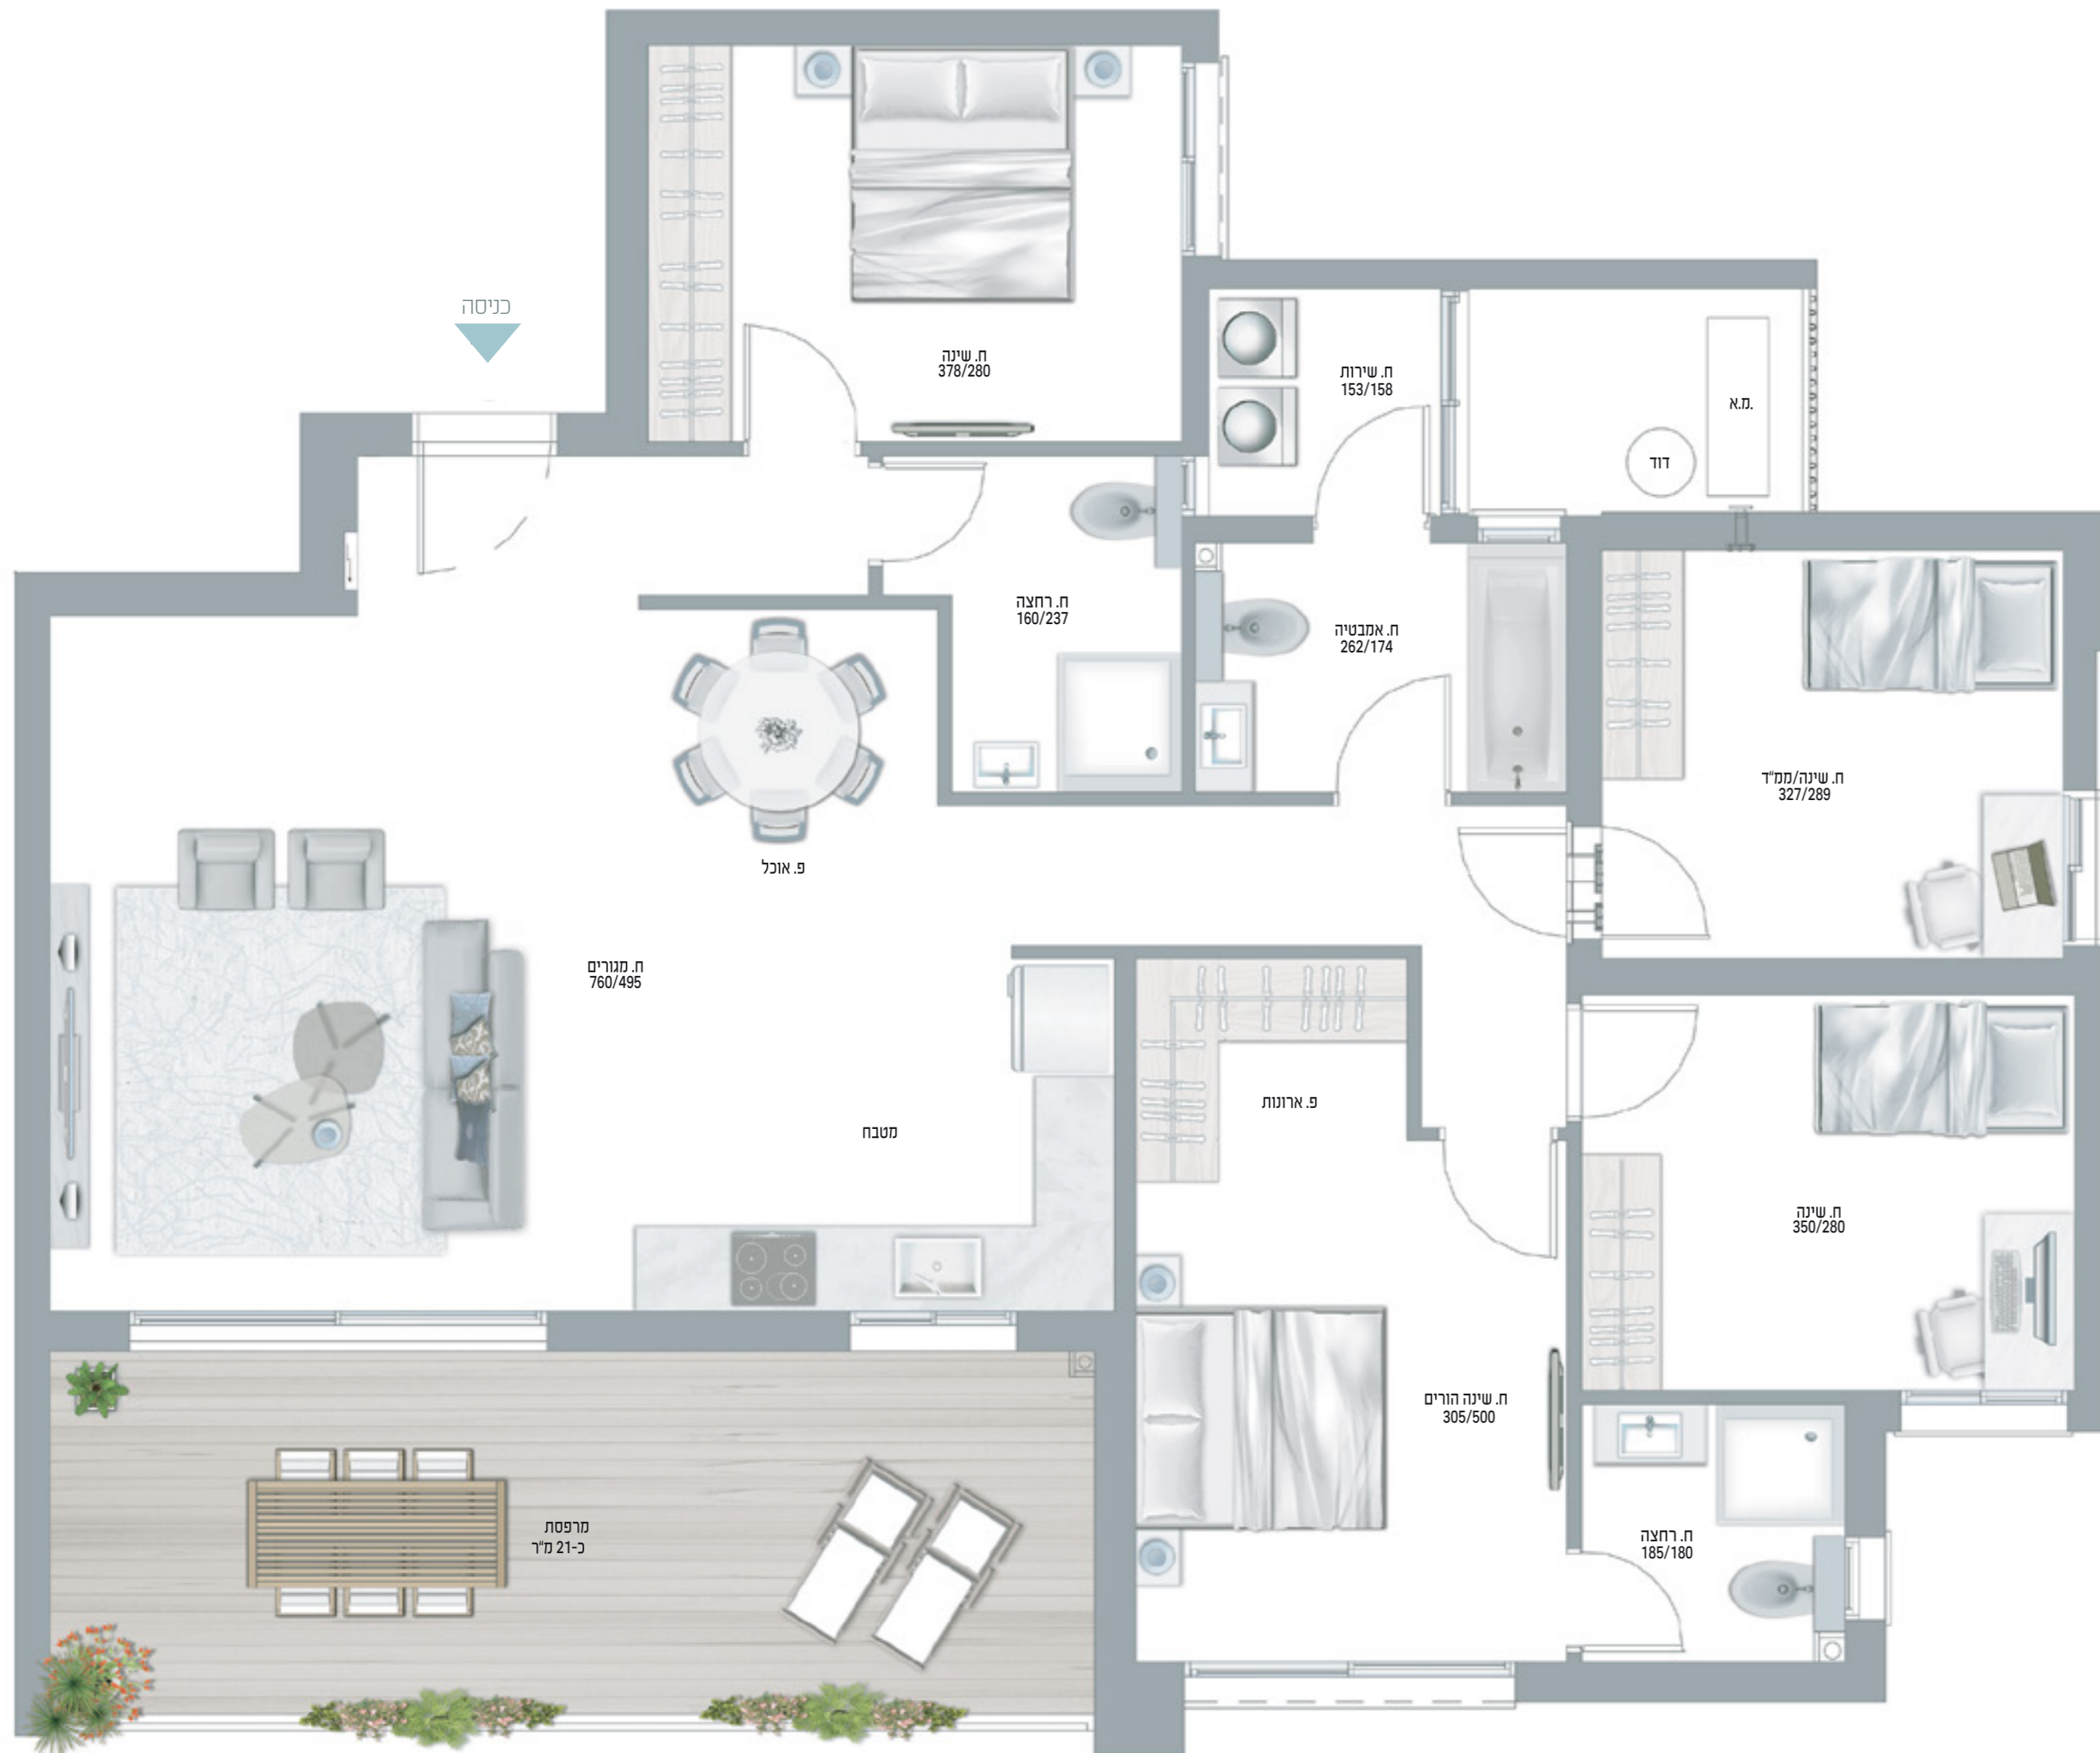 כניסה
ח. שינה
378/280
ח. שירות
153/158
מ.א.
דוד
ח. רחצה
160/237
ח. אמבטיה
262/174
ח. שינה/ממ"ד
327/289
פ. אוכל
ח. מגורים
760/495
מטבח
פ. ארונות
ח. שינה
350/280
ח. שינה הורים
305/500
מרפסת
כ-21 מ"ר
ח. רחצה
185/180